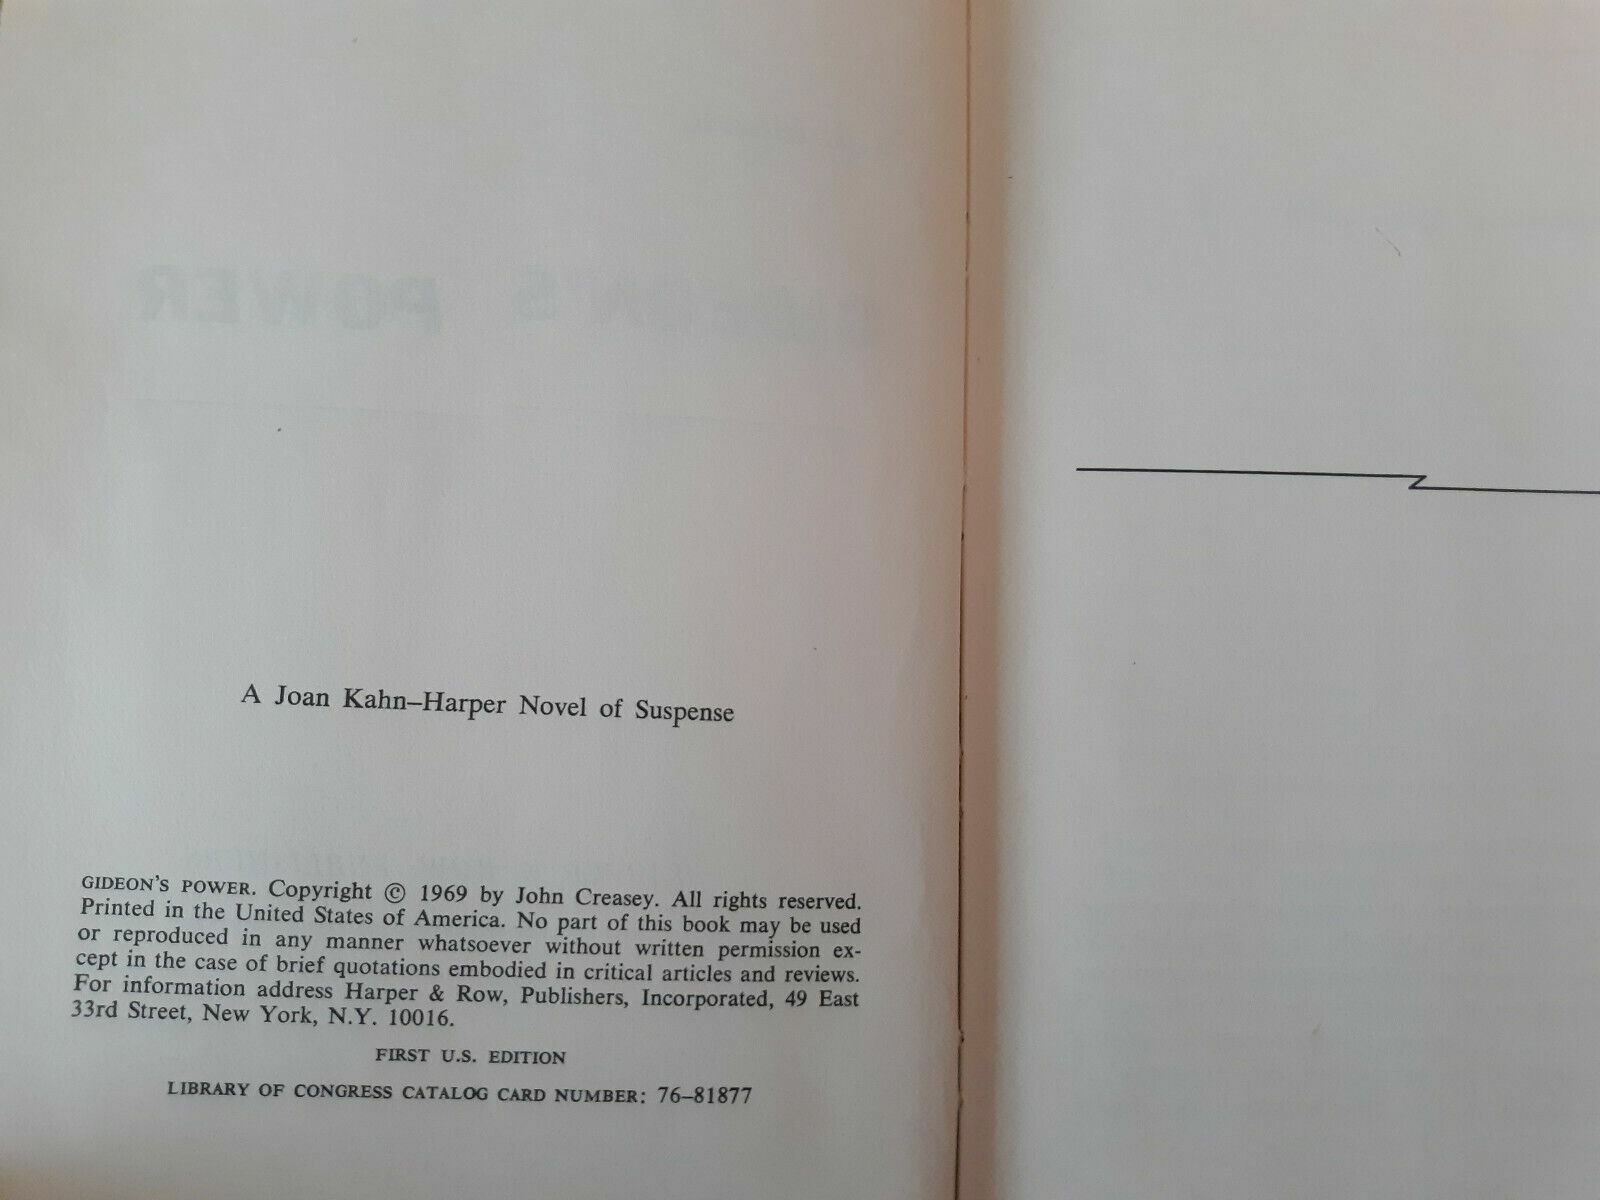 A Joan Kahn–Harper Novel of Suspense
GIDEON'S POWER. Copyright © 1969 by John Creasey. All rights reserved.
Printed in the United States of America. No part of this book may be used
or reproduced in any manner whatsoever without written permission ex-
cept in the case of brief quotations embodied in critical articles and reviews.
For information address Harper & Row, Publishers, Incorporated, 49 East
33rd Street, New York, N.Y. 10016.
FIRST U.S. EDITION
LIBRARY OF CONGRESS CATALOG CARD NUMBER: 76–81877